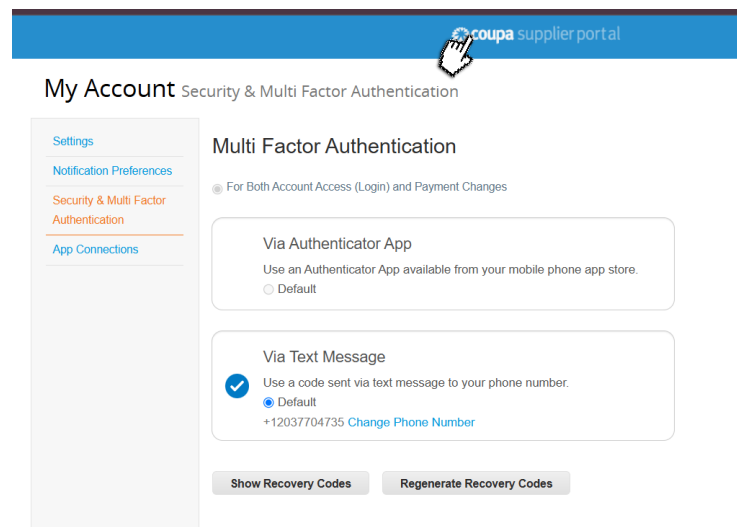 coupa supplier portal
My Account Security & Multi Factor Authentication
Settings
Notification Preferences
Security & Multi Factor
Authentication
App Connections
Multi Factor Authentication
For Both Account Access (Login) and Payment Changes
Via Authenticator App
Use an Authenticator App available from your mobile phone app store.
Default
Via Text Message
Use a code sent via text message to your phone number.
Default
+12037704735 Change Phone Number
Show Recovery Codes Regenerate Recovery Codes